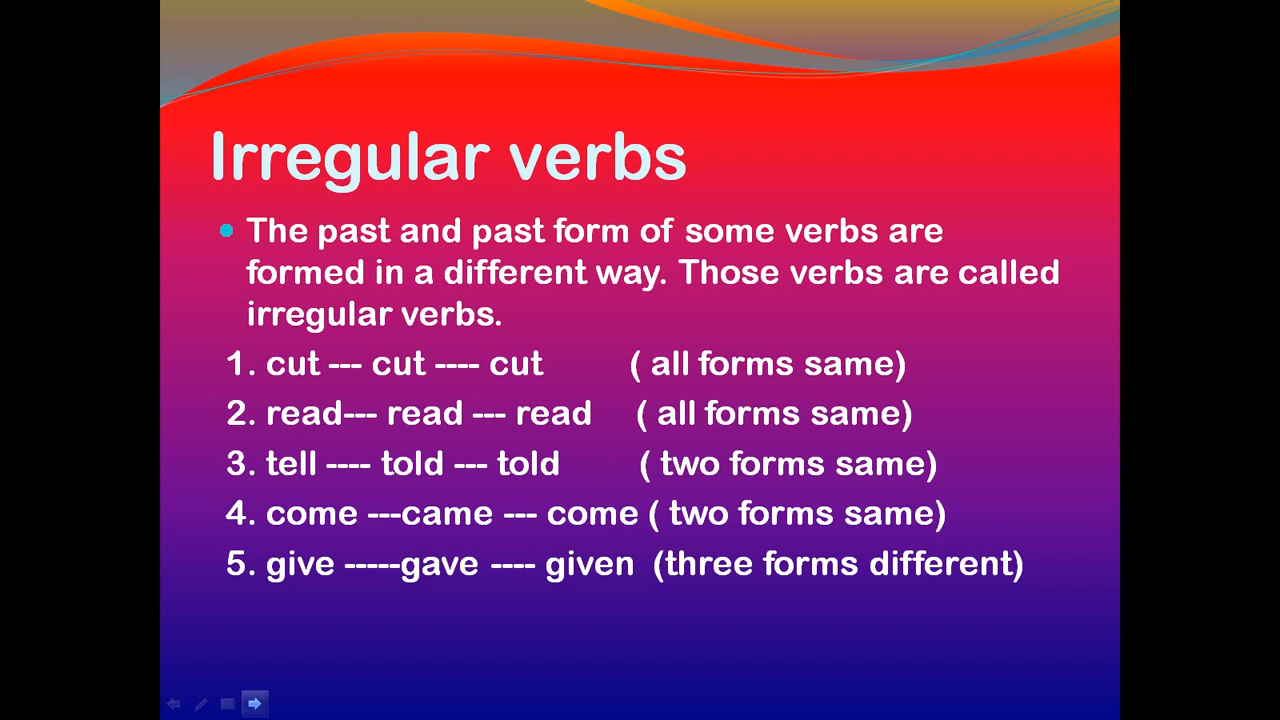 Irregular verbs
The past and past form of some verbs are
formed in a different way. Those verbs are called
irregular verbs.
1. cut --- cut ---- cut ( all forms same)
2. read--- read --- read ( all forms same)
3. tell ---- told --- told ( two forms same)
4. come ---came --- come ( two forms same)
5. give -----gave ---- given (three forms different)